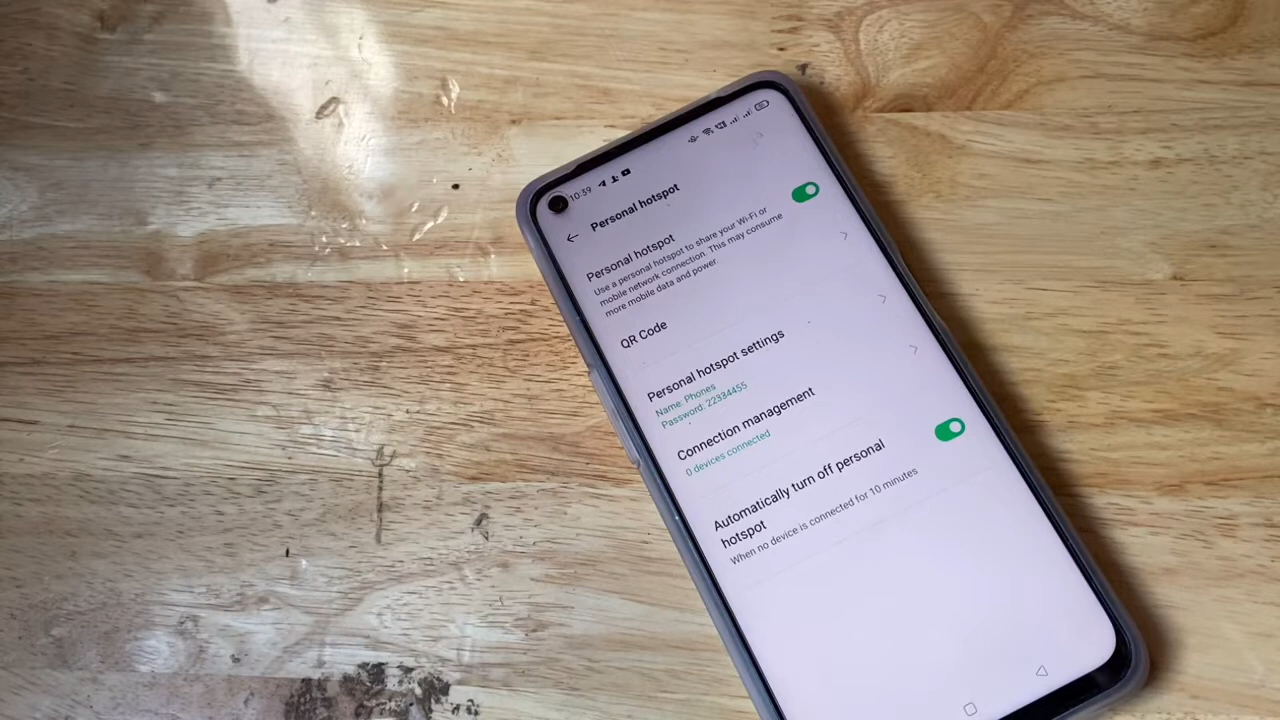 10:39
Personal hotspot
Personal hotspot
Use a personal hotspot to share your Wi-Fi or
mobile network connection. This may consume
more mobile data and power.
QR Code
Personal hotspot settings
Name: Phones
Password: 22334455
Connection management
0 devices connected
Automatically turn off personal
hotspot
When no device is connected for 10 minutes